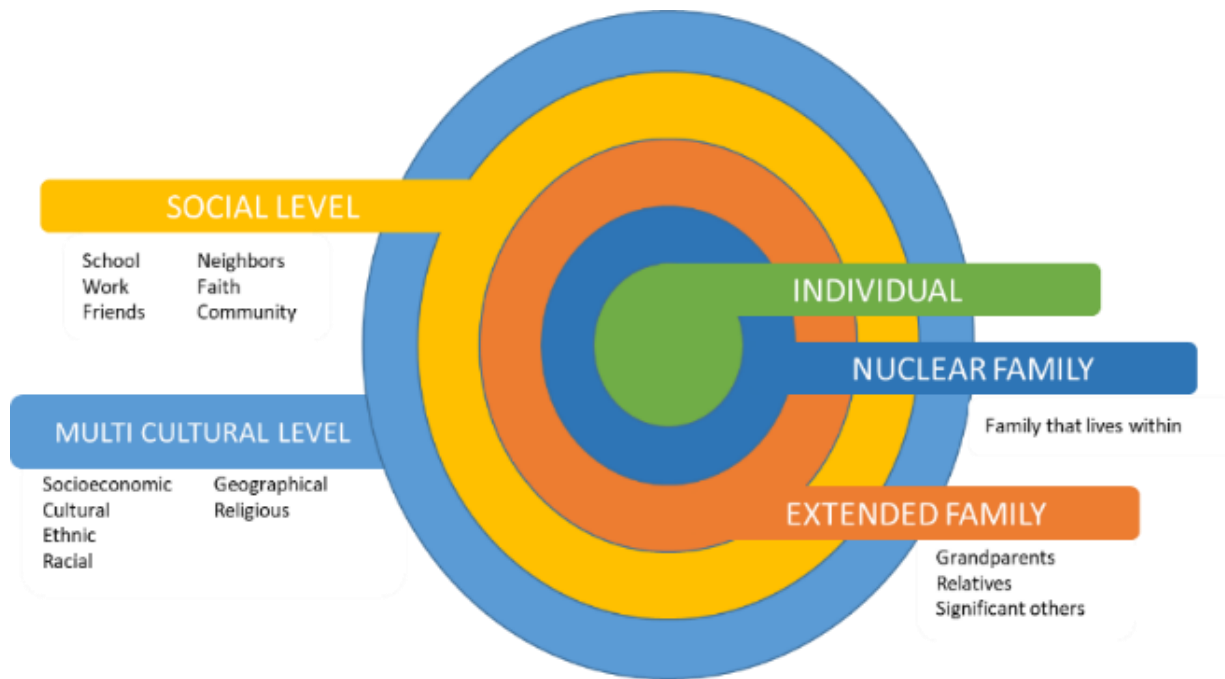 SOCIAL LEVEL
School Neighbors
Work Faith
Friends Community
INDIVIDUAL
NUCLEAR FAMILY
Family that lives within
MULTI CULTURAL LEVEL
Socioeconomic Geographical
Cultural Religious
Ethnic
Racial
EXTENDED FAMILY
Grandparents
Relatives
Significant others